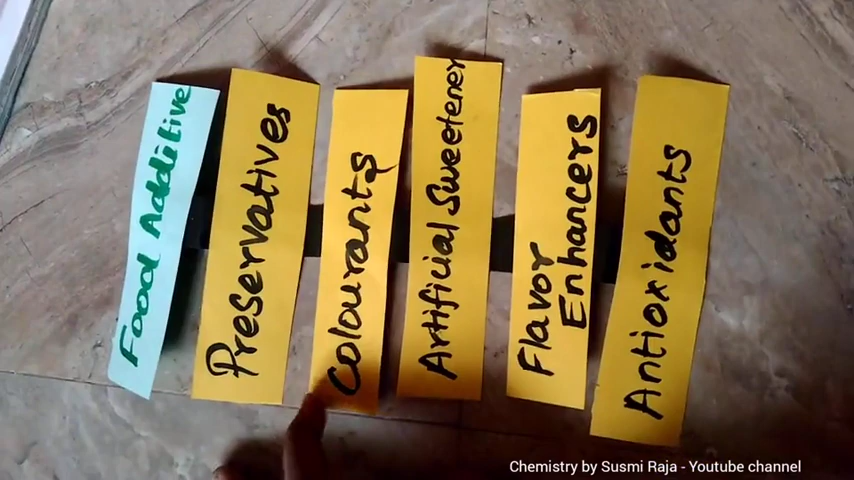 Food Additive
Preservatives
Colourants
Artificial Sweetener
Flavor
Enhancers
Antioxidants
Chemistry by Susmi Raja - Youtube channel